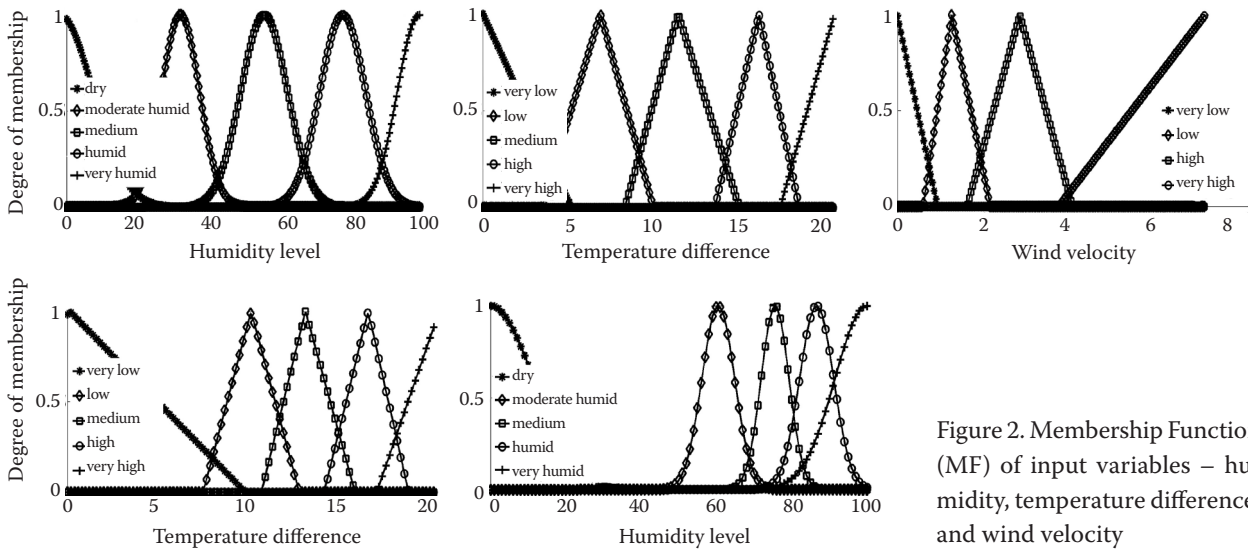 Degree of membership
1
0.5
0
dry
moderate humid
medium
humid
very humid
0 20 40 60 80 100
Humidity level
1
0.5
0
very low
low
medium
high
very high
0 5 10 15 20
Temperature difference
1
0.5
0
very low
low
high
very high
0 2 4 6 8
Wind velocity
Degree of membership
1
0.5
0
very low
low
medium
high
very high
5 10 15 20
Temperature difference
1
0.5
0
dry
moderate humid
medium
humid
very humid
0 20 40 60 80 100
Humidity level
Figure 2. Membership Function
(MF) of input variables – hu-
midity, temperature difference
and wind velocity